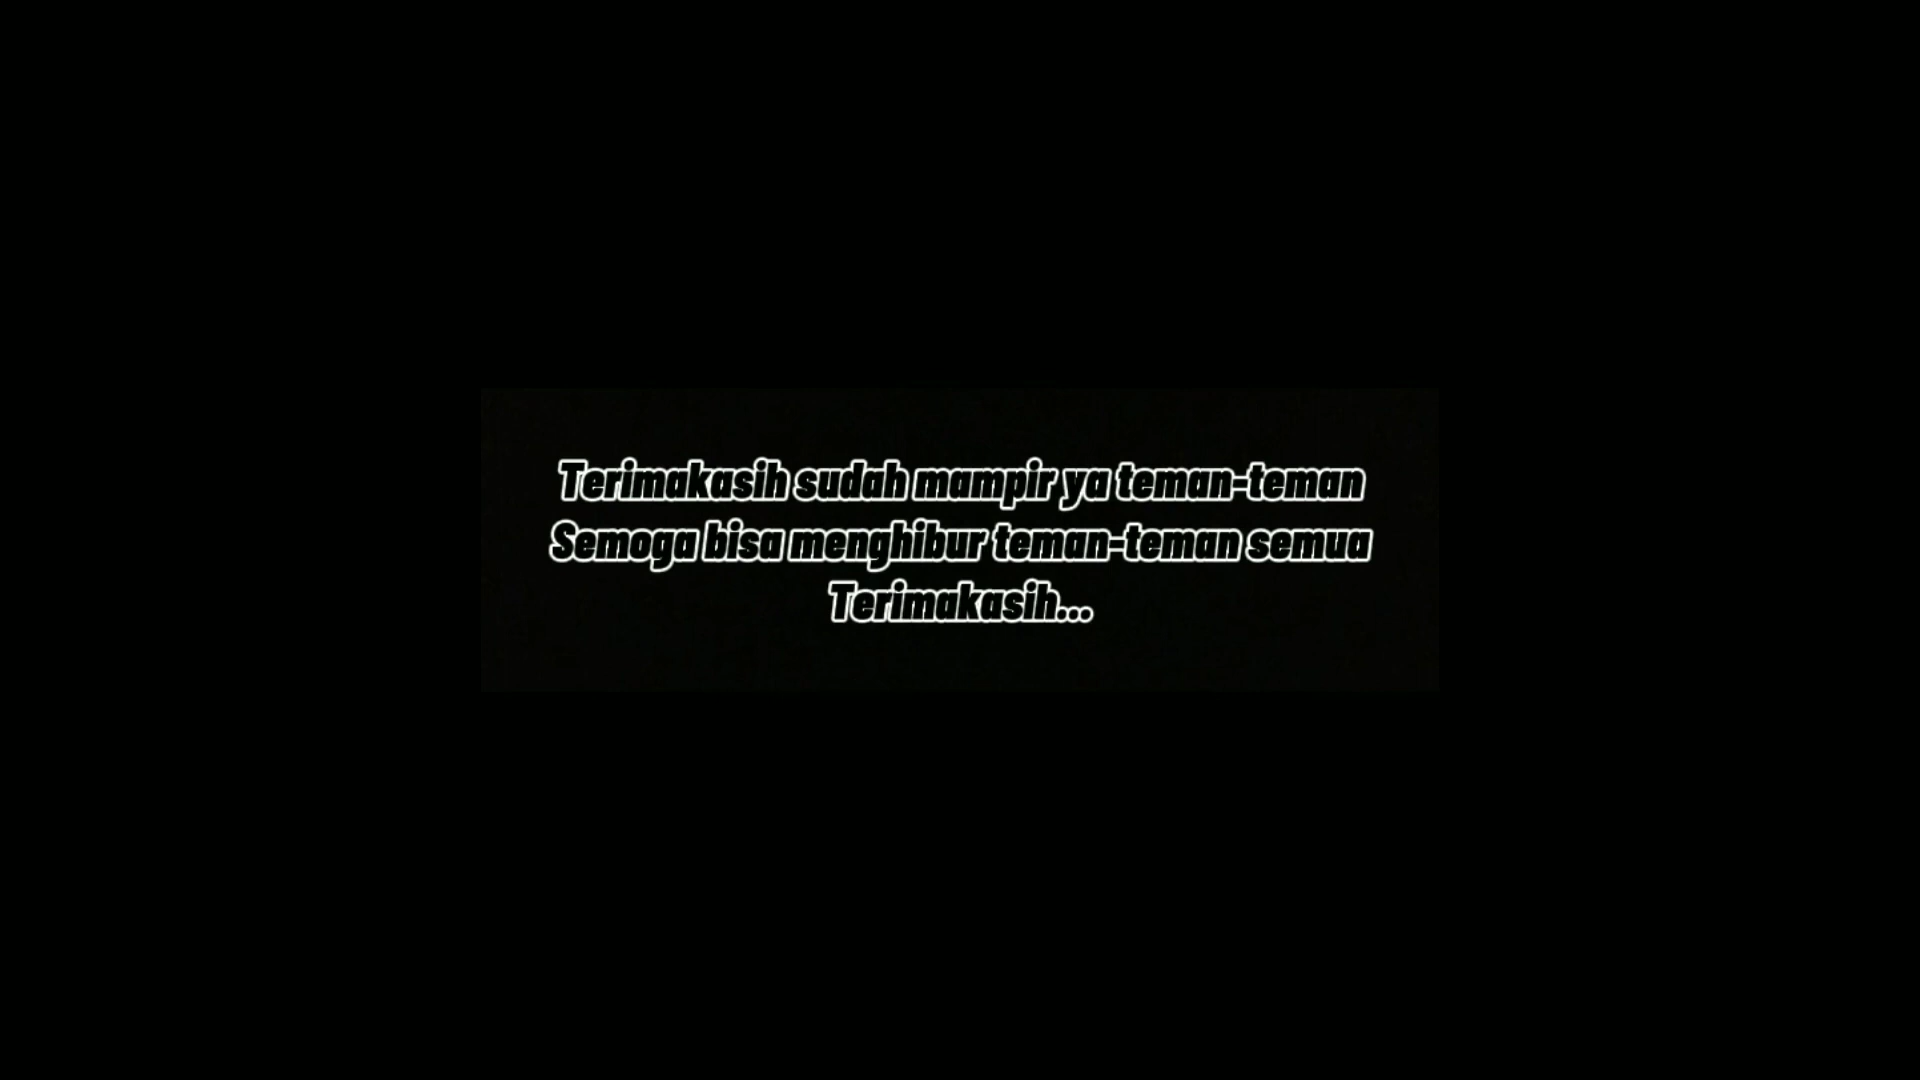 Terimakasih sudah mampir ya teman-teman
Semoga bisa menghibur teman-teman semua
Terimakasih...